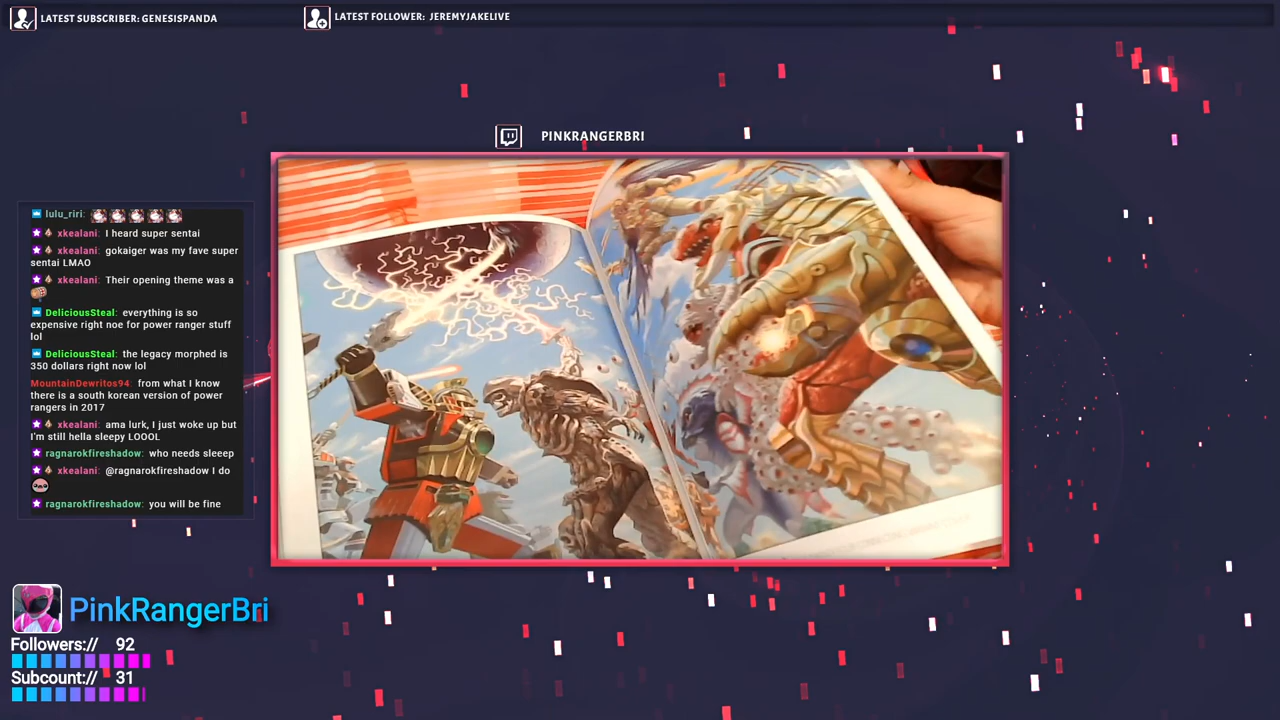 LATEST SUBSCRIBER: GENESISPANDA
LATEST FOLLOWER: JEREMYJAKELIVE
PINKRANGERBRI
lulu_riri:
xkealani: I heard super sentai
xkealani: gokaiger was my fave super
sentai LMAO
xkealani: Their opening theme was a
DeliciousSteal: everything is so
expensive right noe for power ranger stuff
lol
DeliciousSteal: the legacy morphed is
350 dollars right now lol
MountainDewritos94: from what I know
there is a south korean version of power
rangers in 2017
xkealani: ama lurk, I just woke up but
I'm still hella sleepy LOOOL
ragnarokfireshadow: who needs sleeep
xkealani: @ragnarokfireshadow I do
ragnarokfireshadow: you will be fine
PinkRangerBri
Followers:// 92
Subcount:// 31